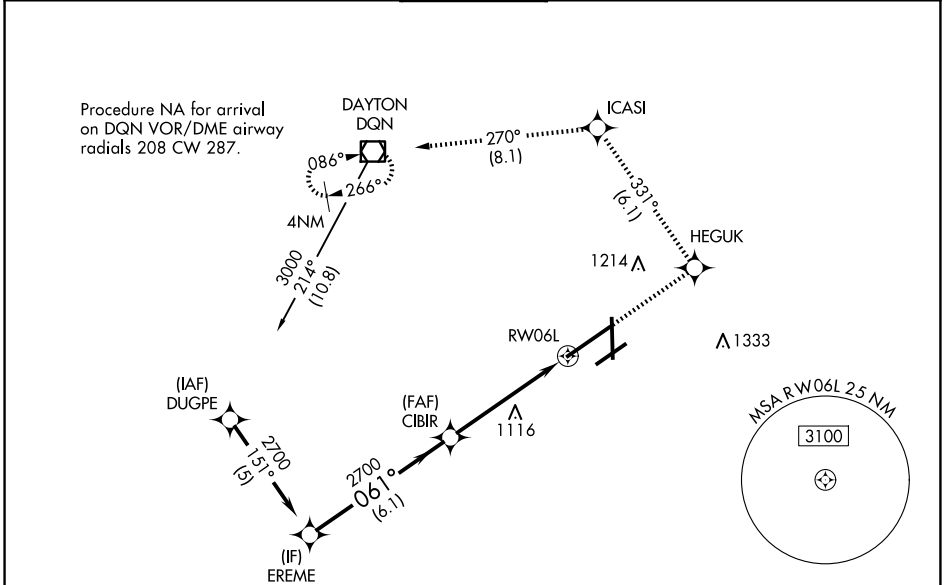 Procedure NA for arrival
on DQN VOR/DME airway
radials 208 CW 287.
DAYTON
DQN
ICASI
270°
(8.1)
086°
266°
4NM
3000
214°
(10.8)
331°
(6.1)
HEGUK
1214
RW06L
1333
(IAF)
DUGPE
2700
151°
(5)
(FAF)
CIBIR
1116
2700
061°
(6.1)
(IF)
EREME
MSA RW06L 25 NM
3100